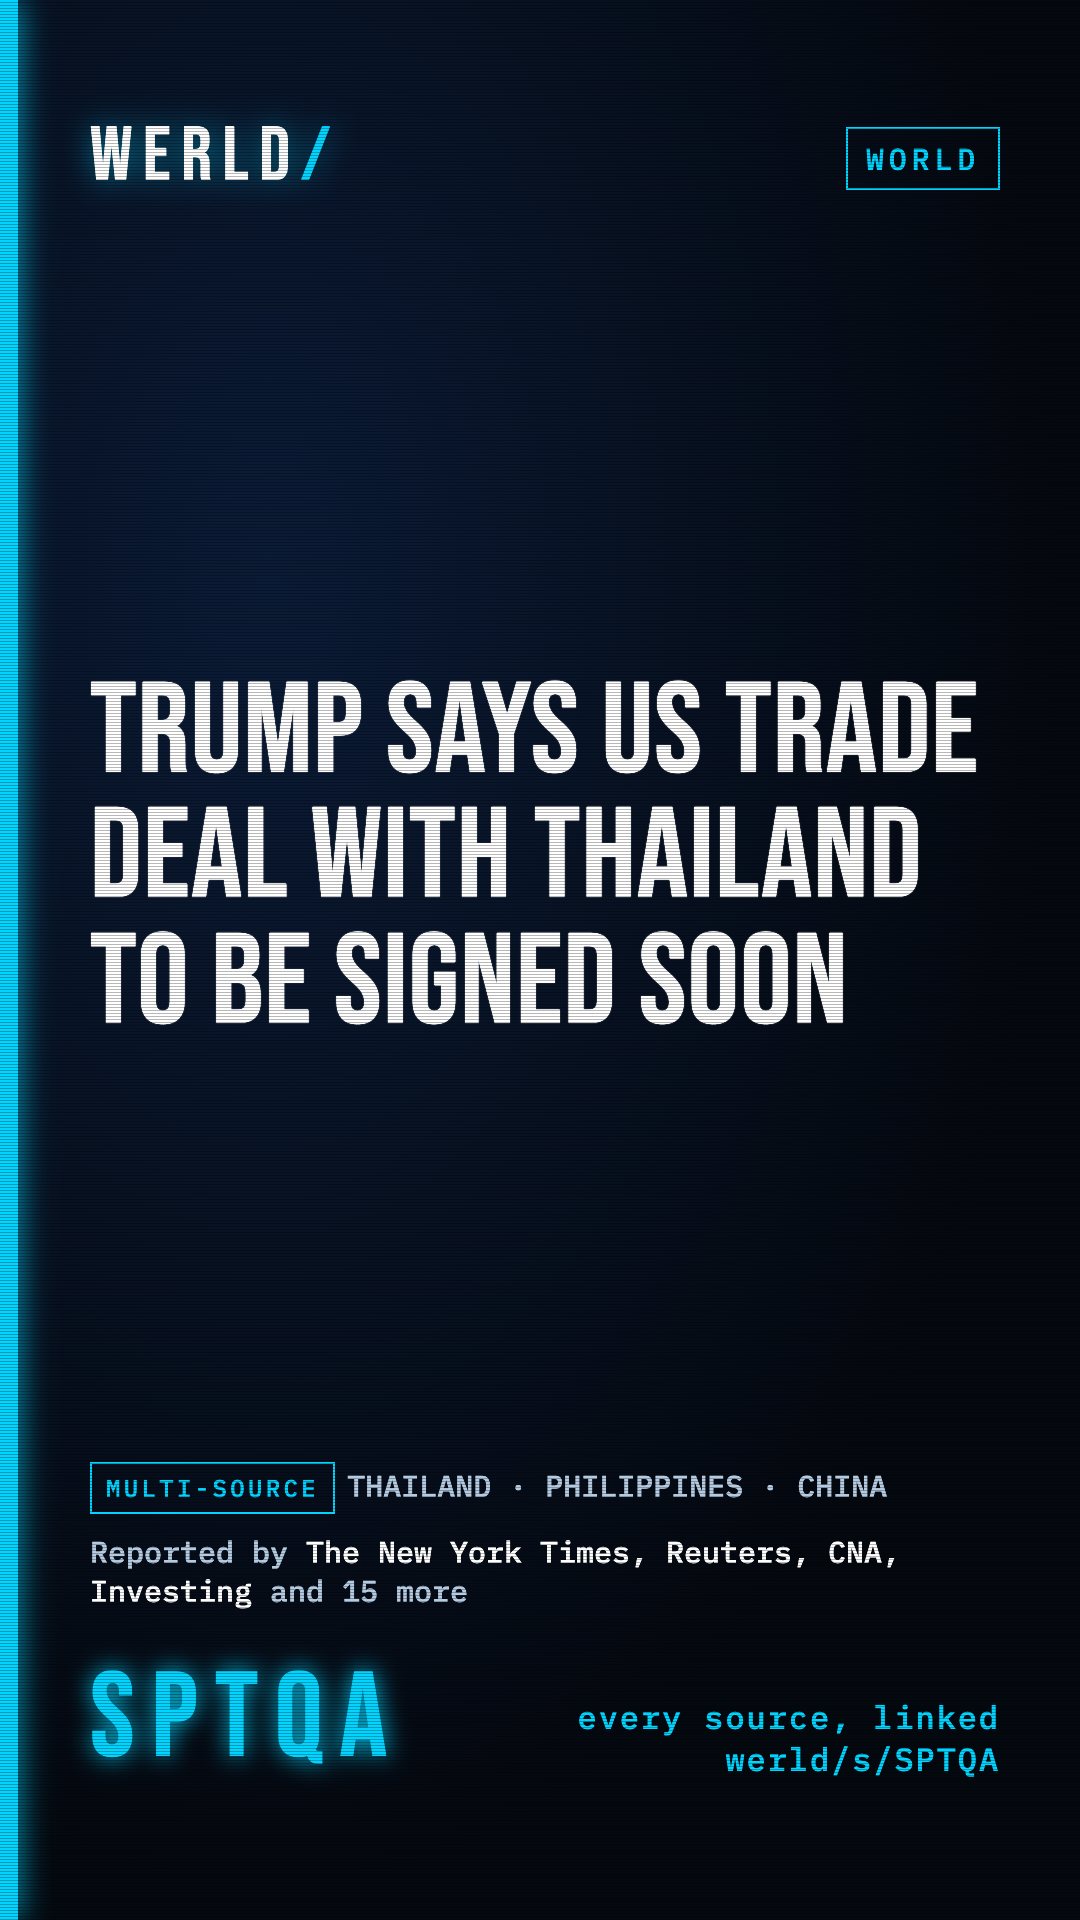 WERLD/
WORLD
TRUMP SAYS US TRADE
DEAL WITH THAILAND
TO BE SIGNED SOON
MULTI-SOURCE THAILAND · PHILIPPINES · CHINA
Reported by The New York Times, Reuters, CNA,
Investing and 15 more
SPTQA
every source, linked
werld/s/SPTQA